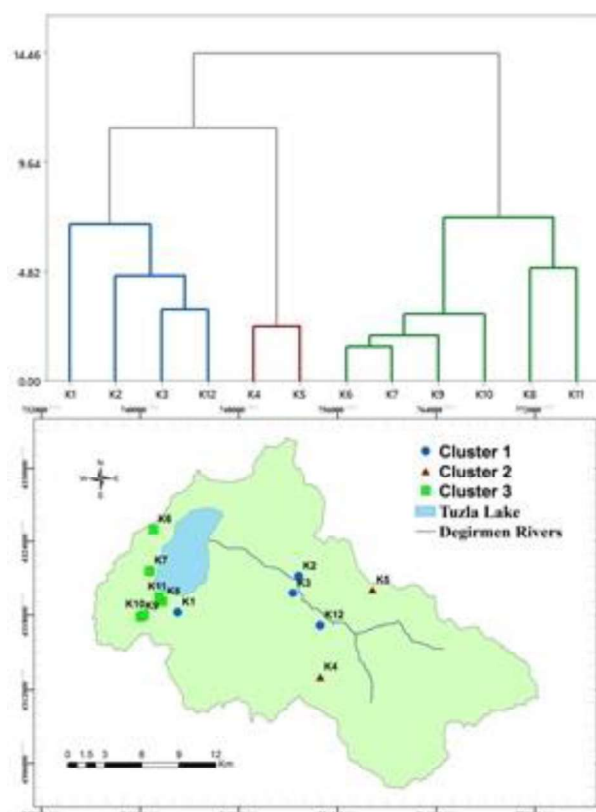 14.46
9.64
4.82
0.00
K1 K2 K3 K12 K4 K5 K6 K7 K9 K10 K8 K11
Cluster 1
Cluster 2
Cluster 3
Tuzla Lake
Degirmen Rivers
K6
K7
K2
K3
K5
K11
K8
K10
K9
K1
K12
K4
0 1.5 3 6 9 12
Km